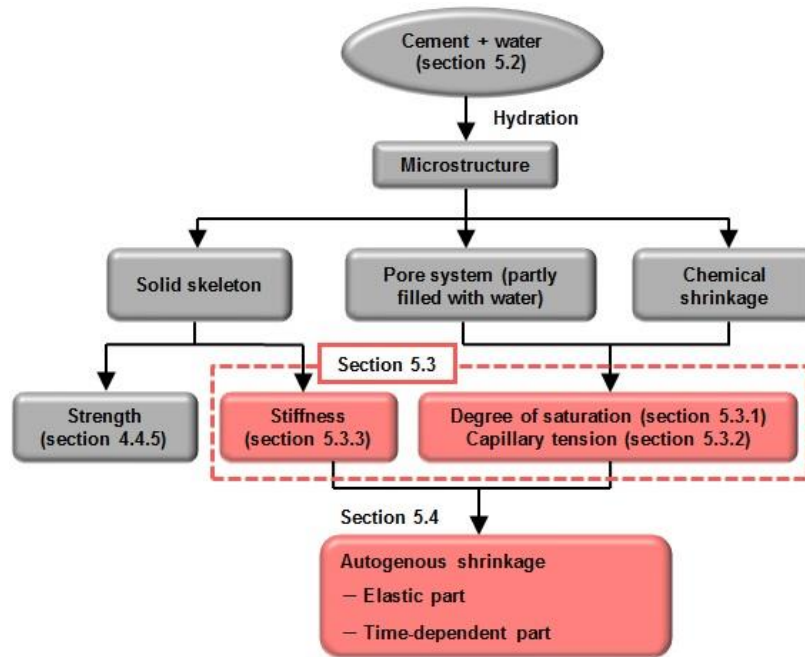 Cement + water
(section 5.2)
Hydration
Microstructure
Solid skeleton
Pore system (partly
filled with water)
Chemical
shrinkage
Section 5.3
Strength
(section 4.4.5)
Stiffness
(section 5.3.3)
Degree of saturation (section 5.3.1)
Capillary tension (section 5.3.2)
Section 5.4
Autogenous shrinkage
– Elastic part
– Time-dependent part